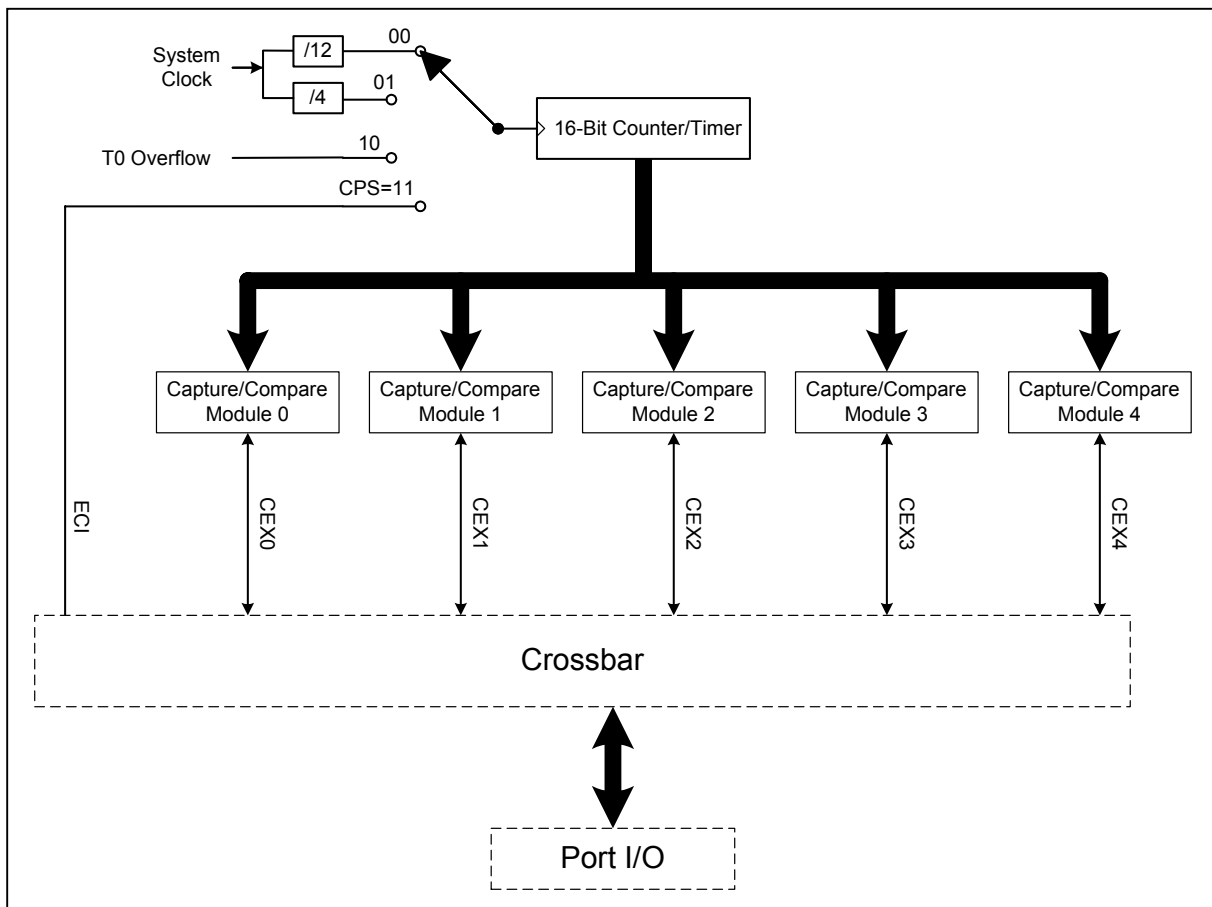 System
Clock
/12
00
/4
01
T0 Overflow
10
CPS=11
16-Bit Counter/Timer
Capture/Compare
Module 0
Capture/Compare
Module 1
Capture/Compare
Module 2
Capture/Compare
Module 3
Capture/Compare
Module 4
ECI
CEX0
CEX1
CEX2
CEX3
CEX4
Crossbar
Port I/O